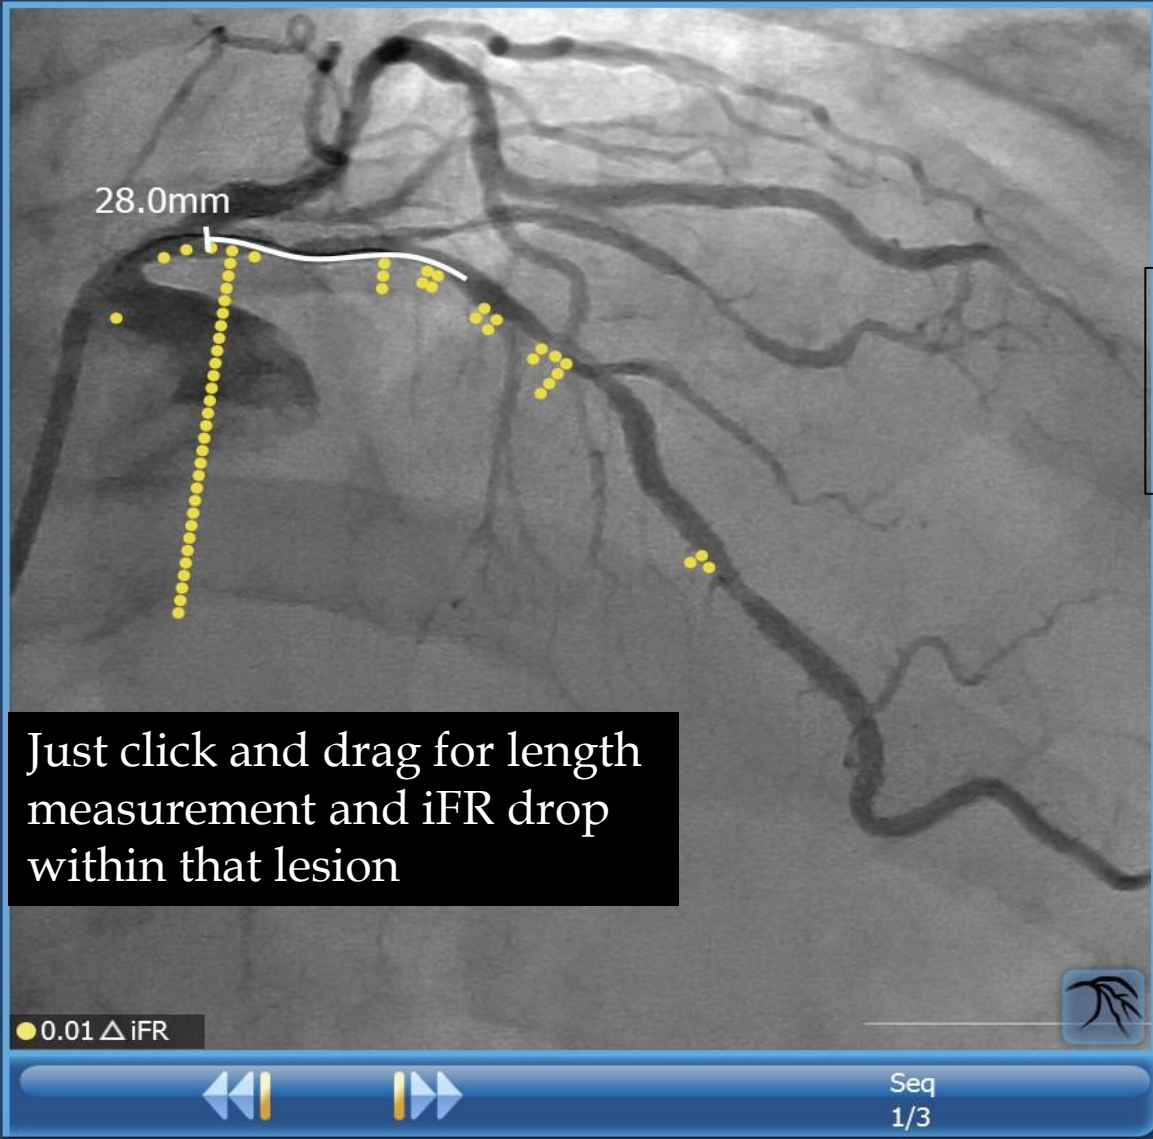 28.0mm
Just click and drag for length
measurement and iFR drop
within that lesion
0.01 △ iFR
Seq
1/3